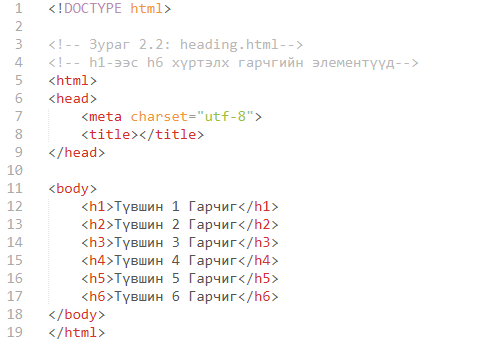 1 <!DOCTYPE html>
2
3 <!-- Зураг 2.2: heading.html-->
4 <!-- h1-ээс h6 хүртэлх гарчгийн элементүүд-->
5 <html>
6 <head>
7     <meta charset="utf-8">
8     <title></title>
9 </head>
10
11 <body>
12     <h1>Түвшин 1 Гарчиг</h1>
13     <h2>Түвшин 2 Гарчиг</h2>
14     <h3>Түвшин 3 Гарчиг</h3>
15     <h4>Түвшин 4 Гарчиг</h4>
16     <h5>Түвшин 5 Гарчиг</h5>
17     <h6>Түвшин 6 Гарчиг</h6>
18 </body>
19 </html>